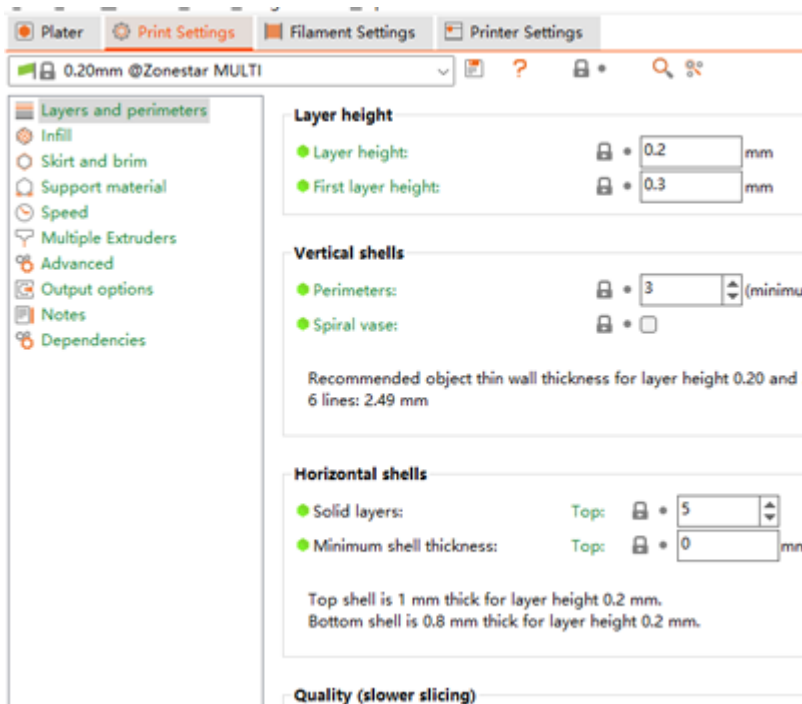 Plater Print Settings Filament Settings Printer Settings
0.20mm @Zonestar MULTI ?
Layers and perimeters
Infill
Skirt and brim
Support material
Speed
Multiple Extruders
Advanced
Output options
Notes
Dependencies
Layer height
Layer height: 0.2 mm
First layer height: 0.3 mm
Vertical shells
Perimeters: 3 (minimu
Spiral vase:
Recommended object thin wall thickness for layer height 0.20 and
6 lines: 2.49 mm
Horizontal shells
Solid layers: Top: 5
Minimum shell thickness: Top: 0 mm
Top shell is 1 mm thick for layer height 0.2 mm.
Bottom shell is 0.8 mm thick for layer height 0.2 mm.
Quality (slower slicing)